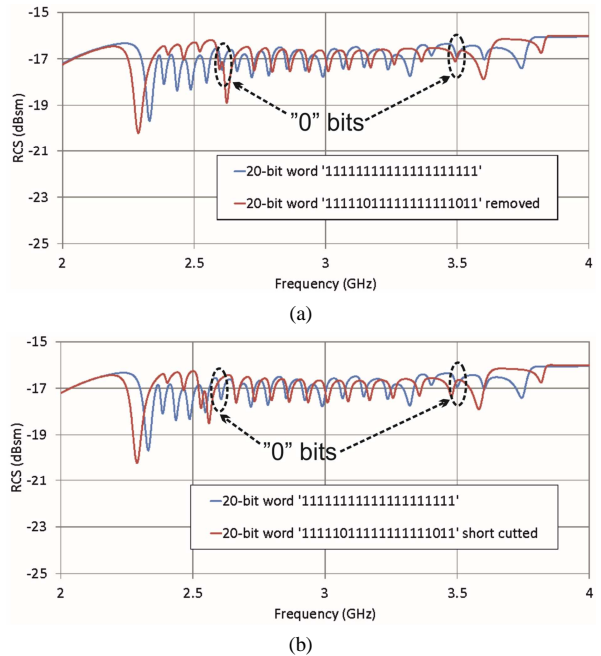 (a)
-15
-17
-19
-21
-23
-25
RCS (dBsm)
"0" bits
20-bit word '11111111111111111111'
20-bit word '11111011111111111011' removed
2
2.5
3
3.5
4
Frequency (GHz)
(a)
-15
-17
-19
-21
-23
-25
RCS (dBsm)
"0" bits
20-bit word '11111111111111111111'
20-bit word '11111011111111111011' short cutted
2
2.5
3
3.5
4
Frequency (GHz)
(b)